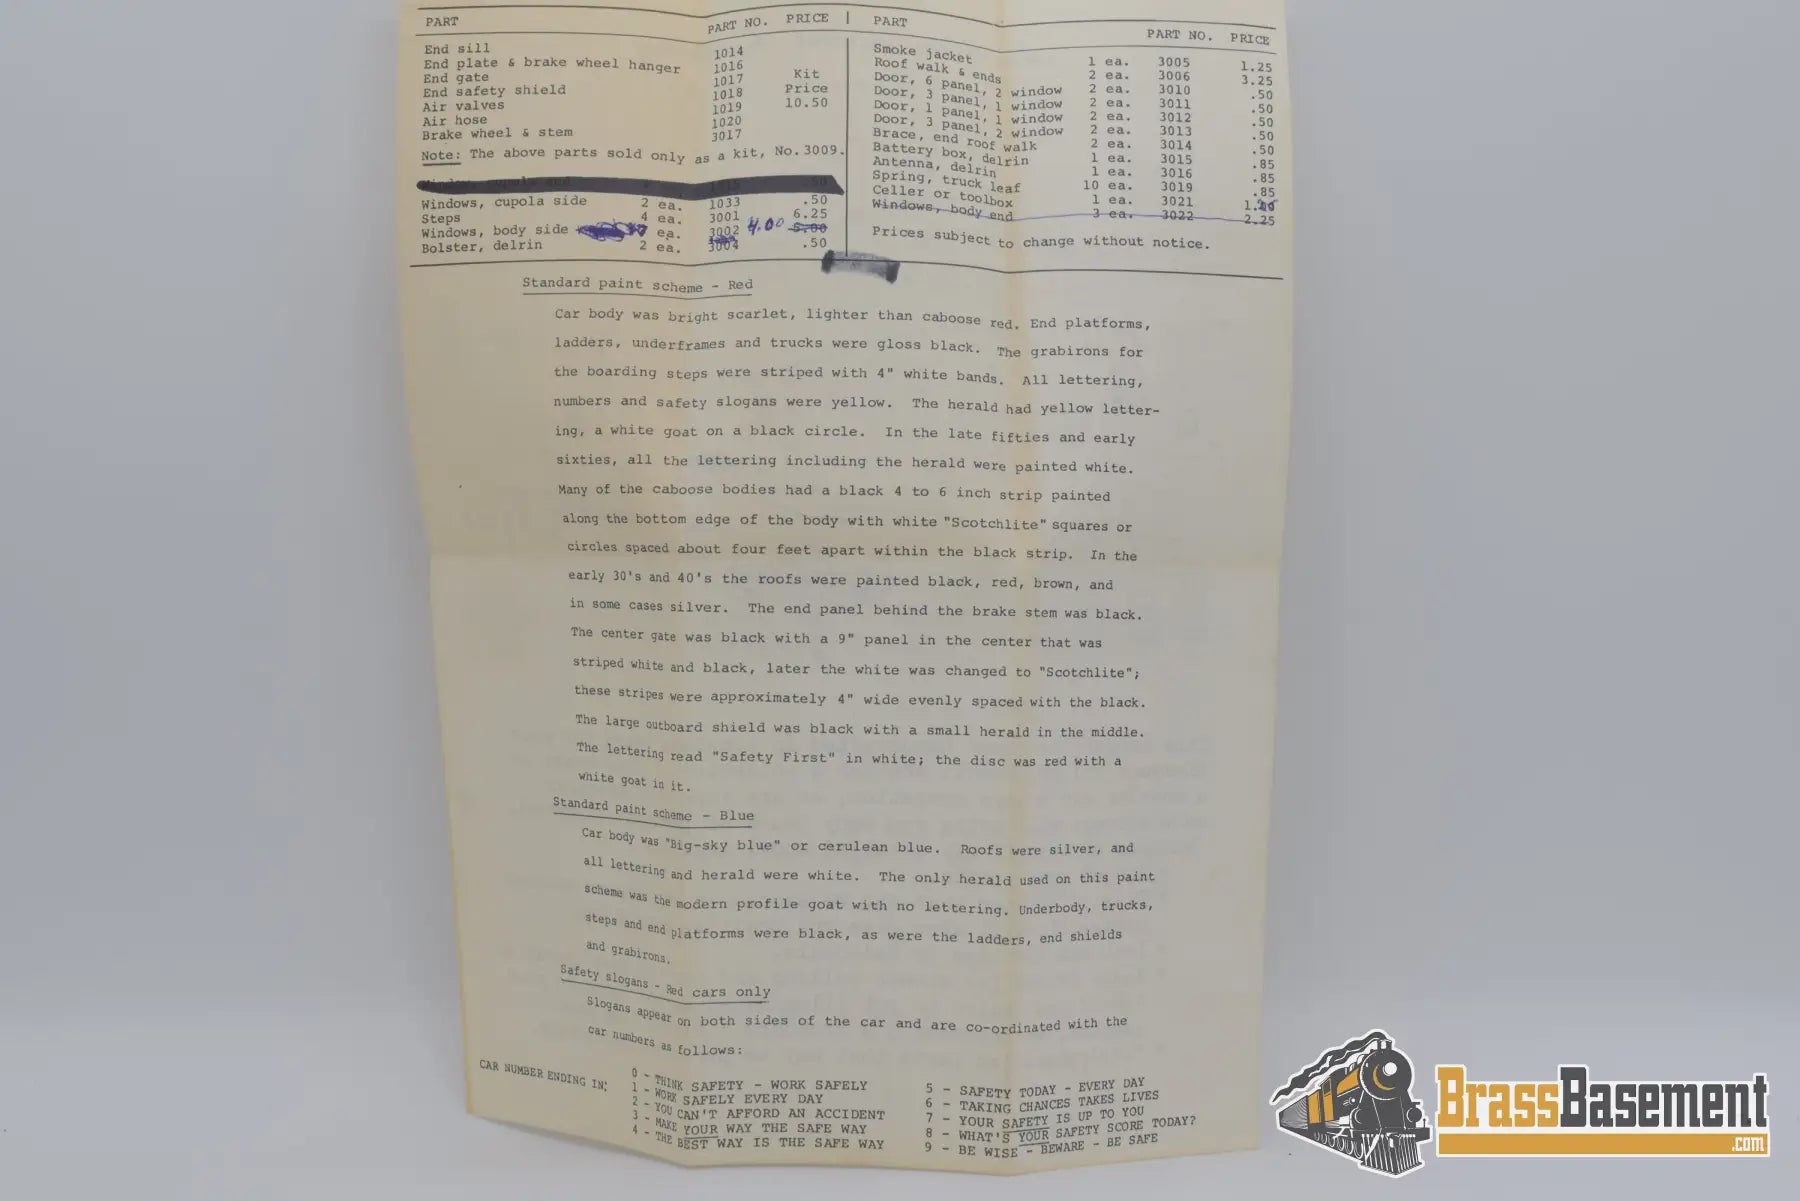 PART PART NO. PRICE
End sill 1014
End plate & brake wheel hanger 1016
End gate 1017 Kit
End safety shield 1018 Price
Air valves 1019 10.50
Air hose 1020
Brake wheel & stem 3017
Note: The above parts sold only as a kit, No.3009.
Windows, cupola side 2 ea. 1033 .50
Steps 4 ea. 3001 6.25
Windows, body side 7 ea. 3002 4.00 5.00
Bolster, delrin 2 ea. 3004 .50
PART PART NO. PRICE
Smoke jacket 1 ea. 3005 1.25
Roof walk & ends 2 ea. 3006 3.25
Door, 6 panel, 2 window 2 ea. 3010 .50
Door, 3 panel, 1 window 2 ea. 3011 .50
Door, 1 panel, 1 window 2 ea. 3012 .50
Door, 3 panel, 2 window 2 ea. 3013 .50
Brace, end roof walk 2 ea. 3014 .50
Battery box, delrin 1 ea. 3015 .85
Antenna, delrin 1 ea. 3016 .85
Spring, truck leaf 10 ea. 3019 .85
Celler or toolbox 1 ea. 3021
Windows, body end 3 ea. 3022 2.25
Prices subject to change without notice.
Standard paint scheme - Red
Car body was bright scarlet, lighter than caboose red. End platforms,
ladders, underframes and trucks were gloss black. The grabirons for
the boarding steps were striped with 4" white bands. All lettering,
numbers and safety slogans were yellow. The herald had yellow letter-
ing, a white goat on a black circle. In the late fifties and early
sixties, all the lettering including the herald were painted white.
Many of the caboose bodies had a black 4 to 6 inch strip painted
along the bottom edge of the body with white "Scotchlite" squares or
circles spaced about four feet apart within the black strip. In the
early 30's and 40's the roofs were painted black, red, brown, and
in some cases silver. The end panel behind the brake stem was black.
The center gate was black with a 9" panel in the center that was
striped white and black, later the white was changed to "Scotchlite";
these stripes were approximately 4" wide evenly spaced with the black.
The large outboard shield was black with a small herald in the middle.
The lettering read "Safety First" in white; the disc was red with a
white goat in it.
Standard paint scheme - Blue
Car body was "Big-sky blue" or cerulean blue. Roofs were silver, and
all lettering and herald were white. The only herald used on this paint
scheme was the modern profile goat with no lettering. Underbody, trucks,
steps and end platforms were black, as were the ladders, end shields
and grabirons.
Safety slogans - Red cars only
Slogans appear on both sides of the car and are co-ordinated with the
car numbers as follows:
CAR NUMBER ENDING IN;
0 - THINK SAFETY - WORK SAFELY
1 - WORK SAFELY EVERY DAY
2 - YOU CAN'T AFFORD AN ACCIDENT
3 - MAKE YOUR WAY THE SAFE WAY
4 - THE BEST WAY IS THE SAFE WAY
5 - SAFETY TODAY - EVERY DAY
6 - TAKING CHANCES TAKES LIVES
7 - YOUR SAFETY IS UP TO YOU
8 - WHAT'S YOUR SAFETY SCORE TODAY?
9 - BE WISE - BEWARE - BE SAFE
BrassBasement
.com